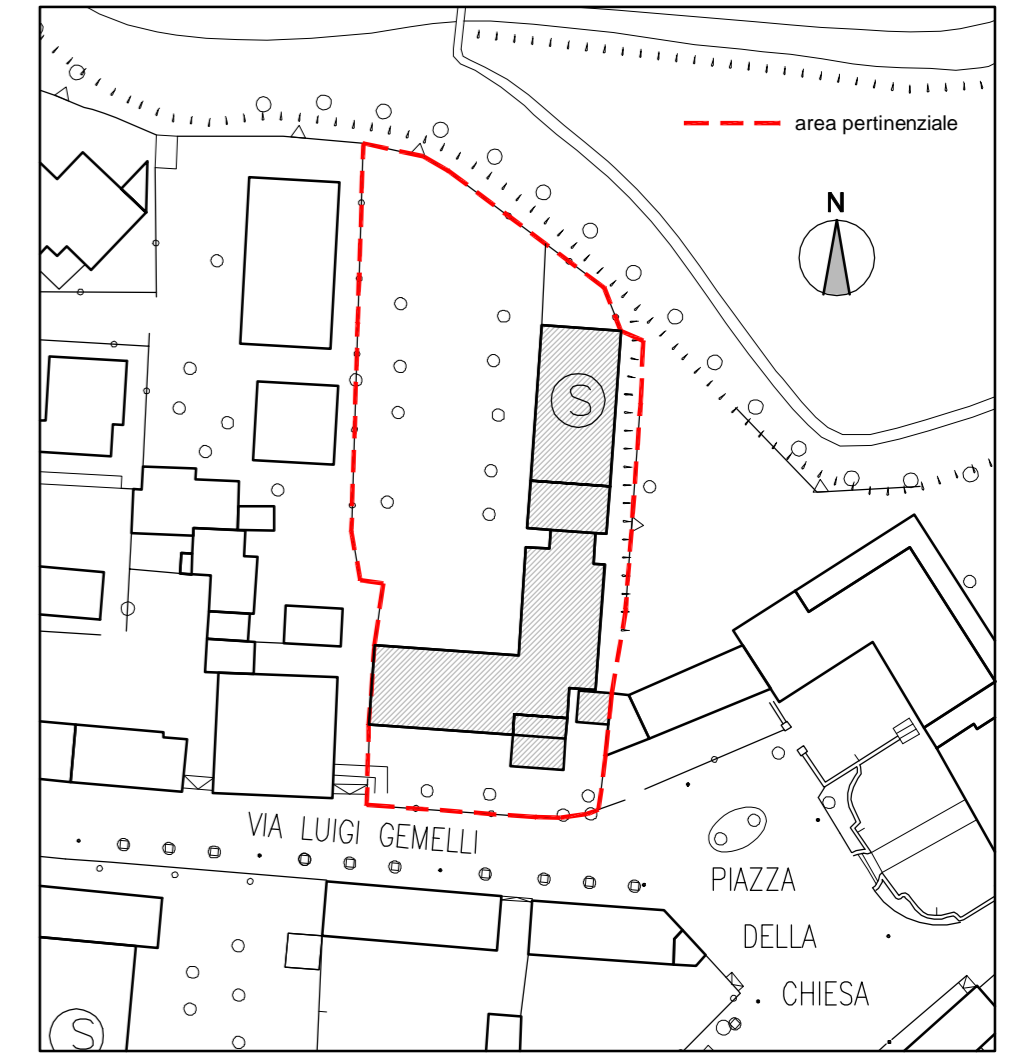 area pertinenziale
N
S
VIA LUIGI GEMELLI
PIAZZA
DELLA
CHIESA
S